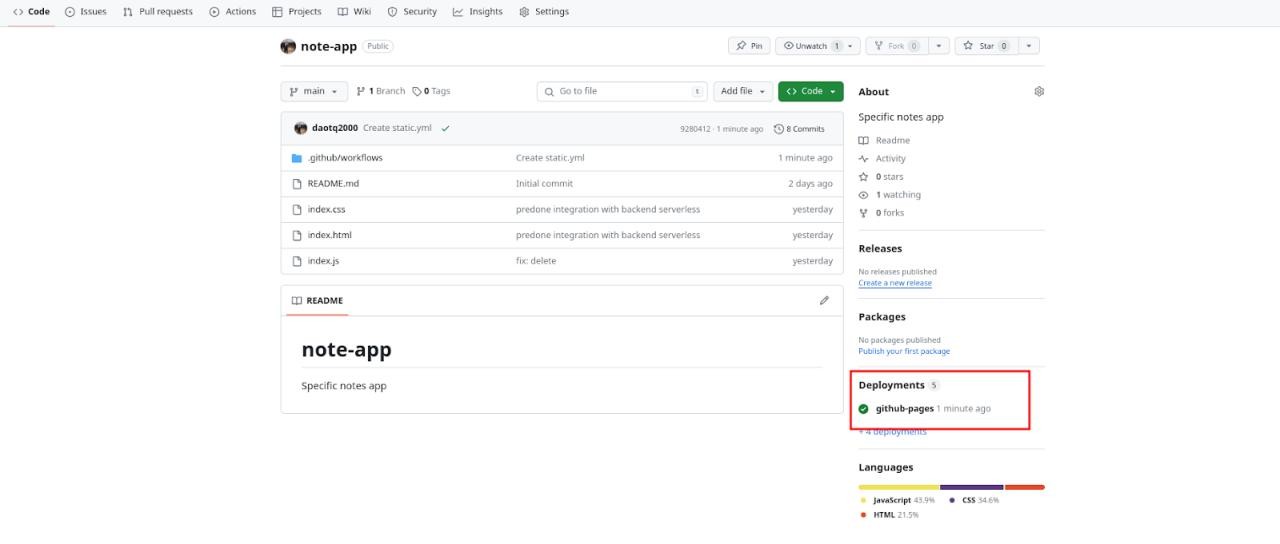 Code Issues Pull requests Actions Projects Wiki Security Insights Settings
note-app Public Pin Unwatch 1 Fork 0 Star 0
main 1 Branch 0 Tags Go to file t Add file Code
daotq2000 Create static.yml 9280412 · 1 minute ago 8 Commits
.github/workflows Create static.yml 1 minute ago
README.md Initial commit 2 days ago
index.css predone integration with backend serverless yesterday
index.html predone integration with backend serverless yesterday
index.js fix: delete yesterday
README
note-app
Specific notes app
About
Specific notes app
Readme
Activity
0 stars
1 watching
0 forks
Releases
No releases published
Create a new release
Packages
No packages published
Publish your first package
Deployments 5
github-pages 1 minute ago
+ 4 deployments
Languages
JavaScript 43.9% CSS 34.6%
HTML 21.5%